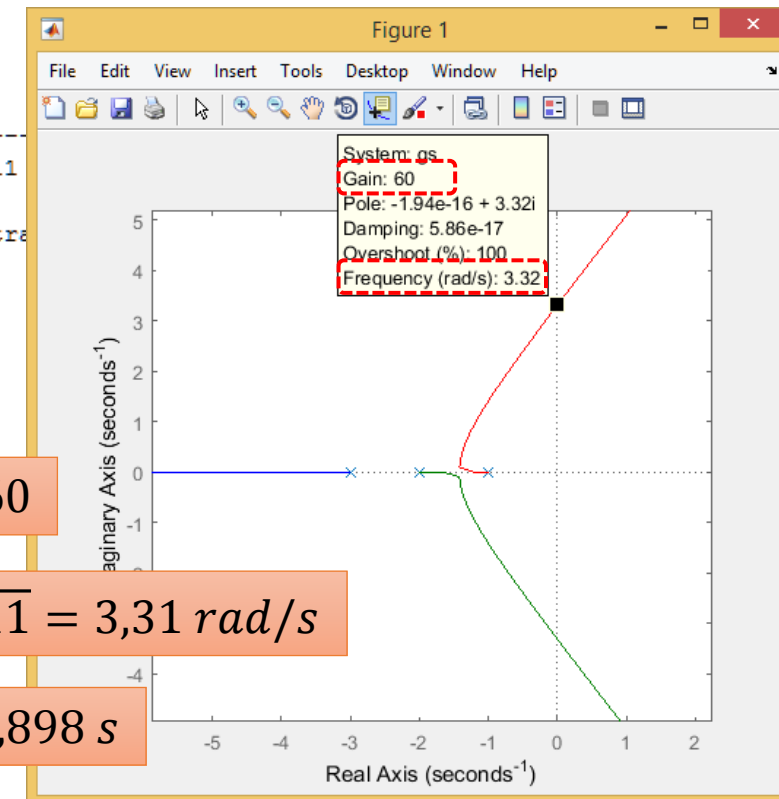 Figure 1
File Edit View Insert Tools Desktop Window Help
System: gs
Gain: 60
Pole: -1.94e-16 + 3.32i
Damping: 5.86e-17
Overshoot (%): 100
Frequency (rad/s): 3.32
5
4
3
2
1
0
-1
-4
-5 -4 -3 -2 -1 0 1 2
Real Axis (seconds⁻¹)
aginary Axis (seconds⁻¹)
0
1 = 3,31 rad/s
,898 s